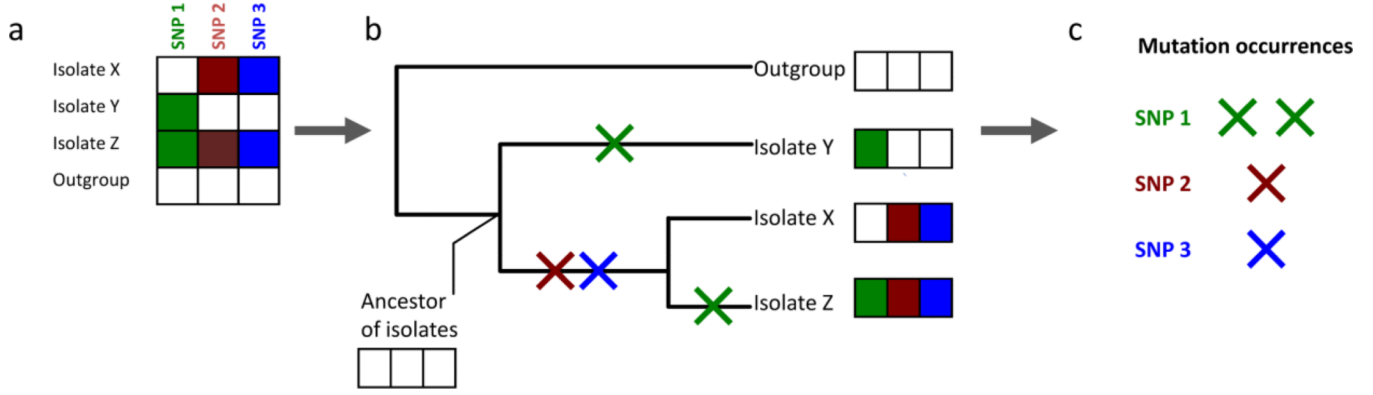 a
SNP 1
SNP 2
SNP 3
Isolate X
Isolate Y
Isolate Z
Outgroup
b
Outgroup
Isolate Y
Isolate X
Isolate Z
Ancestor
of isolates
c
Mutation occurrences
SNP 1
SNP 2
SNP 3